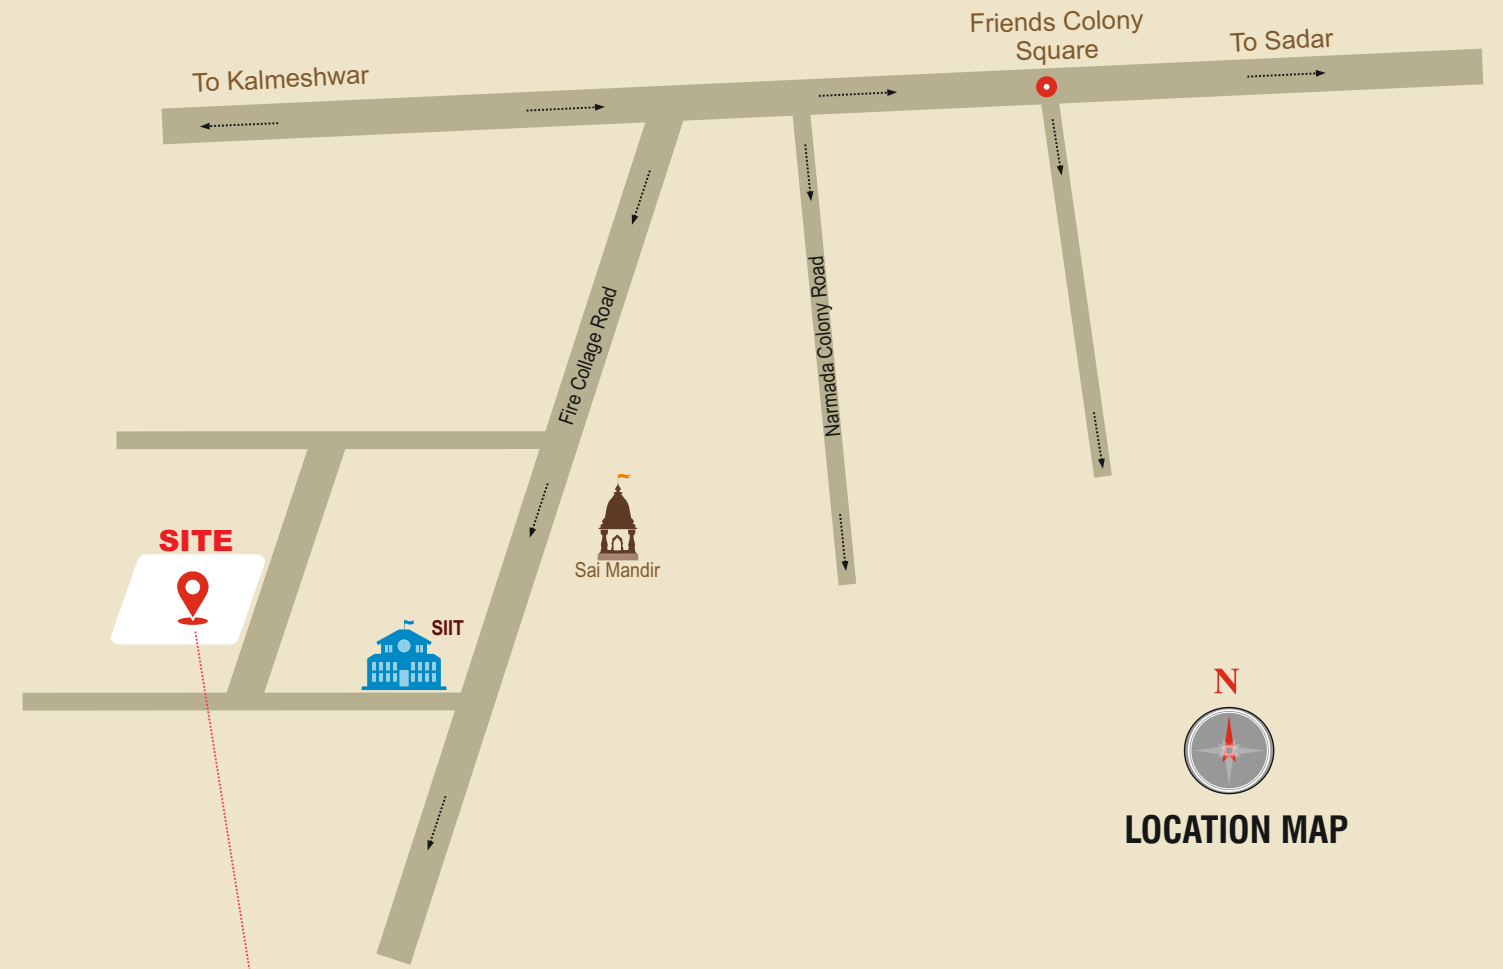 Friends Colony
Square
To Sadar
To Kalmeshwar
Fire Collage Road
Narmada Colony Road
SITE
Sai Mandir
SIIT
N
LOCATION MAP